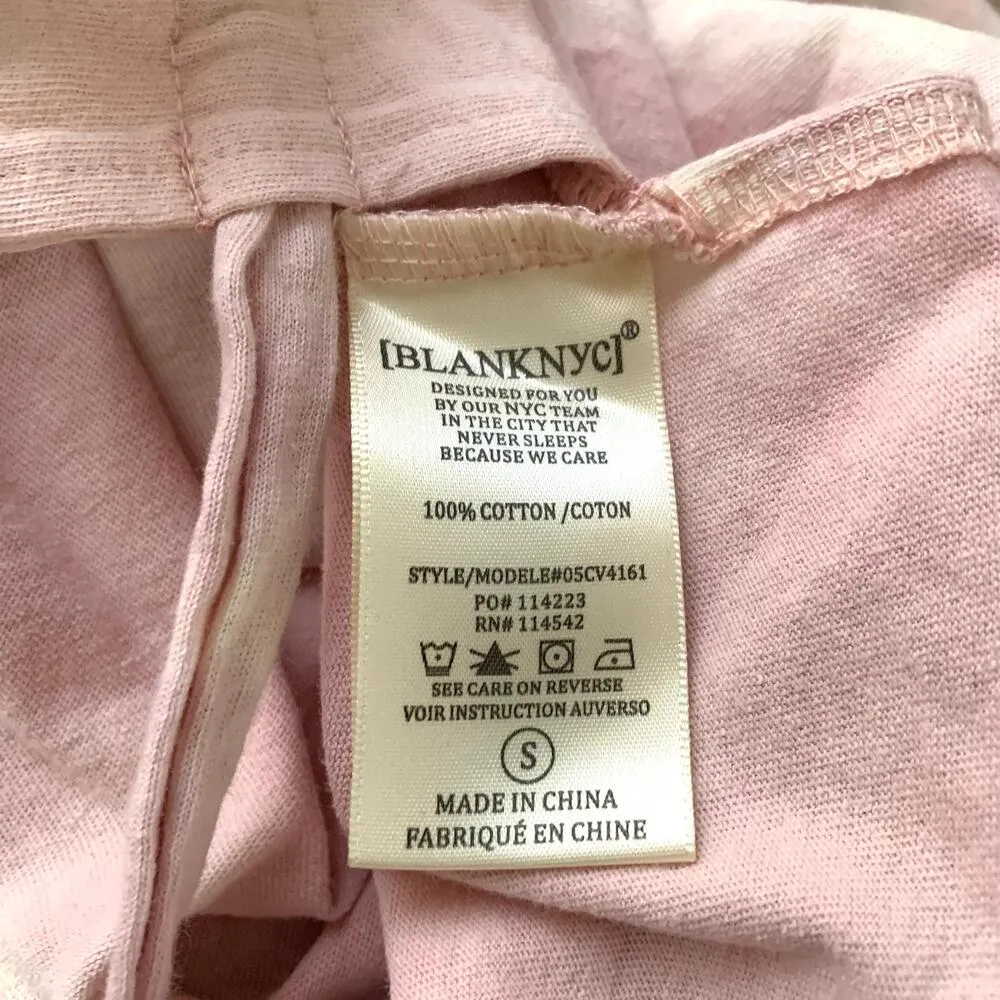 [BLANKNYC]®
DESIGNED FOR YOU
BY OUR NYC TEAM
IN THE CITY THAT
NEVER SLEEPS
BECAUSE WE CARE
100% COTTON /COTON
STYLE/MODELE#05CV4161
PO# 114223
RN# 114542
SEE CARE ON REVERSE
VOIR INSTRUCTION AUVERSO
S
MADE IN CHINA
FABRIQUÉ EN CHINE